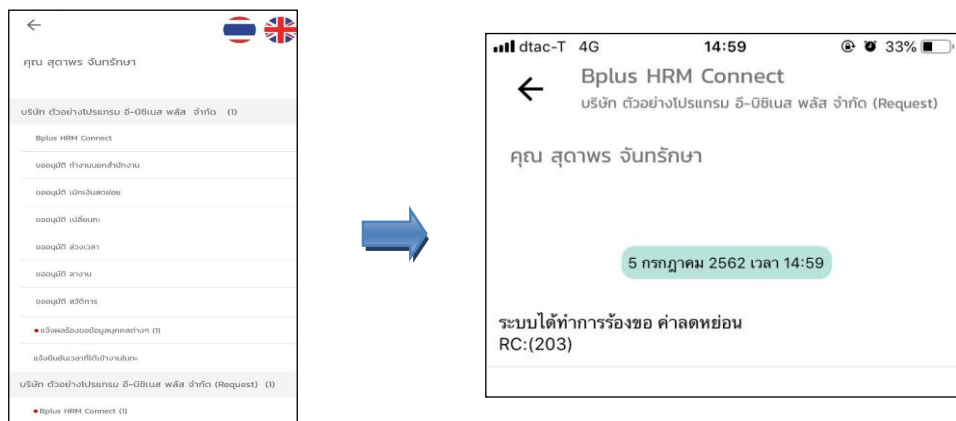 คุณ สุดาพร จันทรักษา
บริษัท ตัวอย่างโปรแกรม อี-บิซิเนส พลัส จำกัด (1)
Bplus HRM Connect
ขออนุมัติ ทำงานนอกสำนักงาน
ขออนุมัติ เบิกเงินสดย่อย
ขออนุมัติ เปลี่ยนกะ
ขออนุมัติ ล่วงเวลา
ขออนุมัติ ลางาน
ขออนุมัติ สวัสดิการ
แจ้งผลร้องขอข้อมูลบุคคลต่างๆ (1)
แจ้งยืนยันเวลาที่ได้เข้างานในกะ
บริษัท ตัวอย่างโปรแกรม อี-บิซิเนส พลัส จำกัด (Request) (1)
Bplus HRM Connect (1)
dtac-T 4G 14:59 33%
Bplus HRM Connect
บริษัท ตัวอย่างโปรแกรม อี-บิซิเนส พลัส จำกัด (Request)
คุณ สุดาพร จันทรักษา
5 กรกฎาคม 2562 เวลา 14:59
ระบบได้ทำการร้องขอ ค่าลดหย่อน
RC:(203)